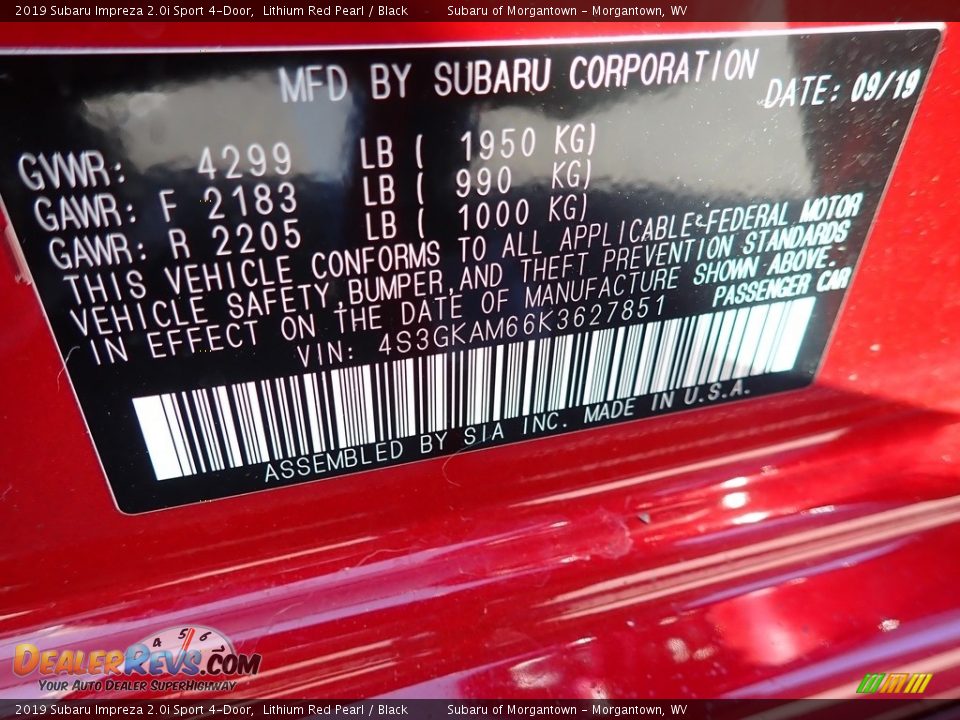 2019 Subaru Impreza 2.0i Sport 4-Door, Lithium Red Pearl / Black Subaru of Morgantown - Morgantown, WV
MFD BY SUBARU CORPORATION DATE: 09/19
GVWR: 4299 LB ( 1950 KG)
GAWR: F 2183 LB ( 990 KG)
GAWR: R 2205 LB ( 1000 KG)
THIS VEHICLE CONFORMS TO ALL APPLICABLE FEDERAL MOTOR
VEHICLE SAFETY, BUMPER, AND THEFT PREVENTION STANDARDS
IN EFFECT ON THE DATE OF MANUFACTURE SHOWN ABOVE.
VIN: 4S3GKAM66K3627851 PASSENGER CAR
ASSEMBLED BY SIA INC. MADE IN U.S.A.
4 5 6
DEALERREVS.COM
YOUR AUTO DEALER SUPERHIGHWAY
2019 Subaru Impreza 2.0i Sport 4-Door, Lithium Red Pearl / Black Subaru of Morgantown - Morgantown, WV